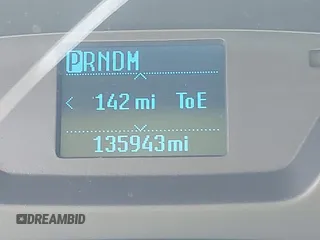 PRNDM
< 142 mi ToE
135943mi
DREAMBID